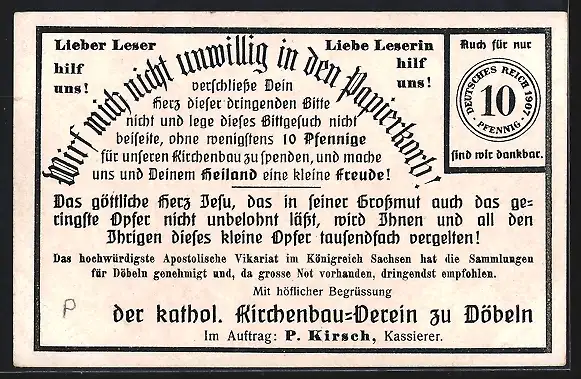 Lieber Leser
hilf
uns!
Liebe Leserin
hilf
uns!
Wirf mich nicht unwillig in den Papierkorb!
verschließe Dein
Herz dieser dringenden Bitte
nicht und lege dieses Bittgesuch nicht
beiseite, ohne wenigstens 10 Pfennige
für unseren Kirchenbau zu spenden, und mache
uns und Deinem Heiland eine kleine Freude!
Auch für nur
DEUTSCHES REICH 1907
10
PFENNIG
sind wir dankbar.
Das göttliche Herz Jesu, das in seiner Großmut auch das ge=
ringste Opfer nicht unbelohnt läßt, wird Ihnen und all den
Ihrigen dieses kleine Opfer tausendfach vergelten!
Das hochwürdigste Apostolische Vikariat im Königreich Sachsen hat die Sammlungen
für Döbeln genehmigt und, da grosse Not vorhanden, dringendst empfohlen.
Mit höflicher Begrüssung
der kathol. Kirchenbau=Verein zu Döbeln
Im Auftrag: P. Kirsch, Kassierer.
P